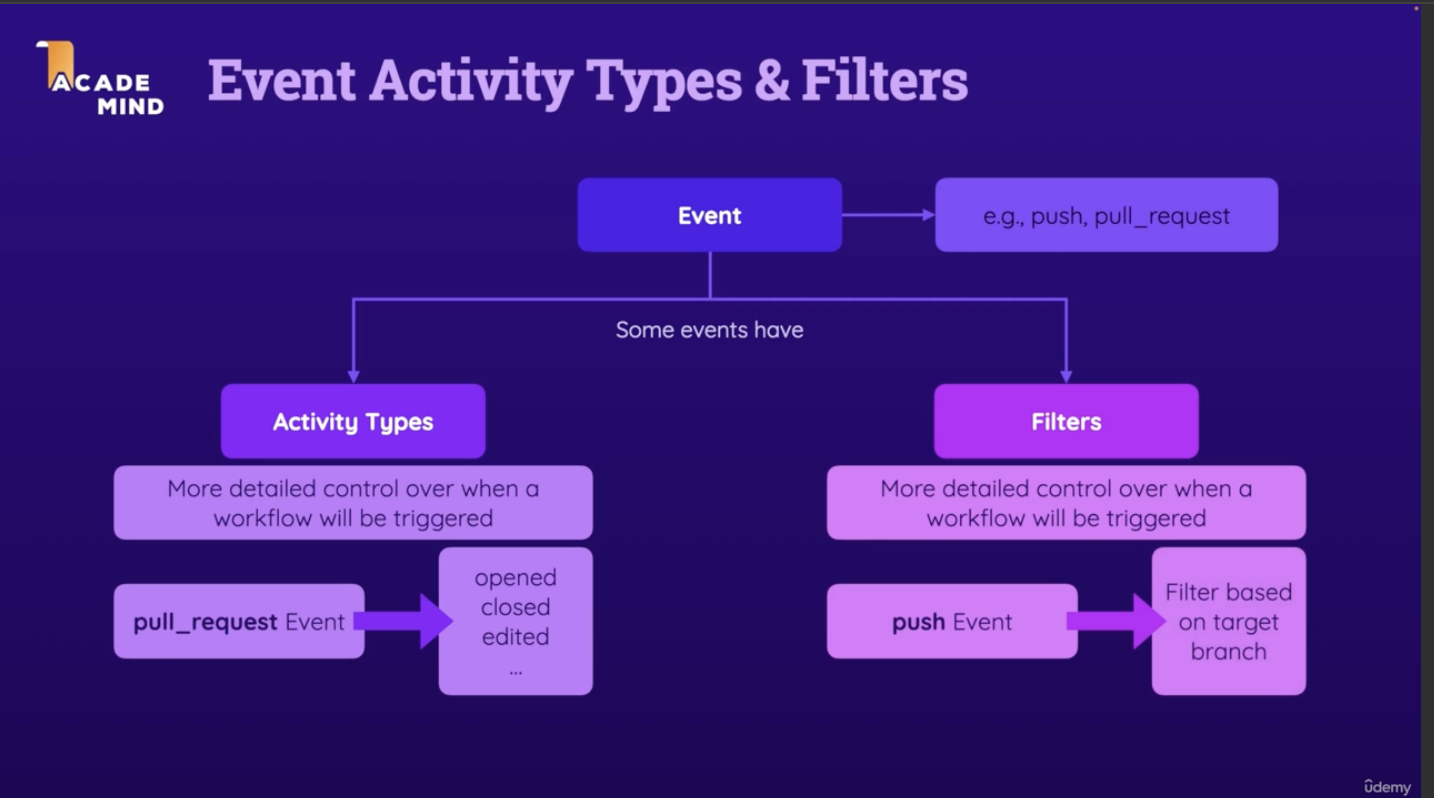 ACADE
MIND
Event Activity Types & Filters
Event
e.g., push, pull_request
Some events have
Activity Types
Filters
More detailed control over when a
workflow will be triggered
More detailed control over when a
workflow will be triggered
pull_request Event
opened
closed
edited
...
push Event
Filter based
on target
branch
ûdemy